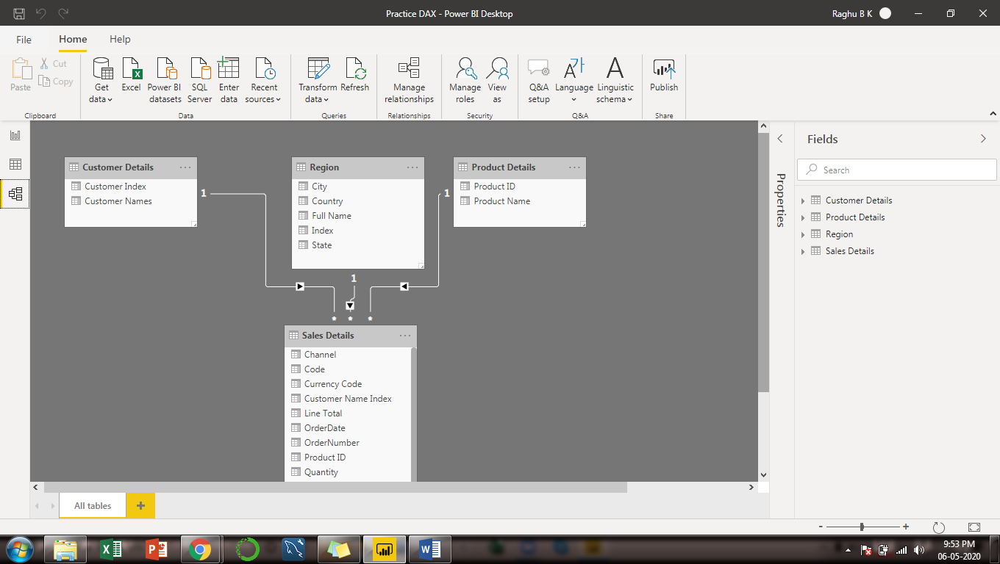 Practice DAX - Power BI Desktop
Raghu B K
File
Home
Help
Paste
Cut
Copy
Clipboard
Get data
Excel
Power BI datasets
SQL Server
Enter data
Recent sources
Data
Transform data
Refresh
Queries
Manage relationships
Relationships
Manage roles
View as
Security
Q&A setup
Language
Linguistic schema
Q&A
Publish
Share
Customer Details
Customer Index
Customer Names
1
Region
City
Country
Full Name
Index
State
1
Product Details
Product ID
Product Name
1
* * *
Sales Details
Channel
Code
Currency Code
Customer Name Index
Line Total
OrderDate
OrderNumber
Product ID
Quantity
Properties
Fields
Search
Customer Details
Product Details
Region
Sales Details
All tables
+
- +
9:53 PM
06-05-2020